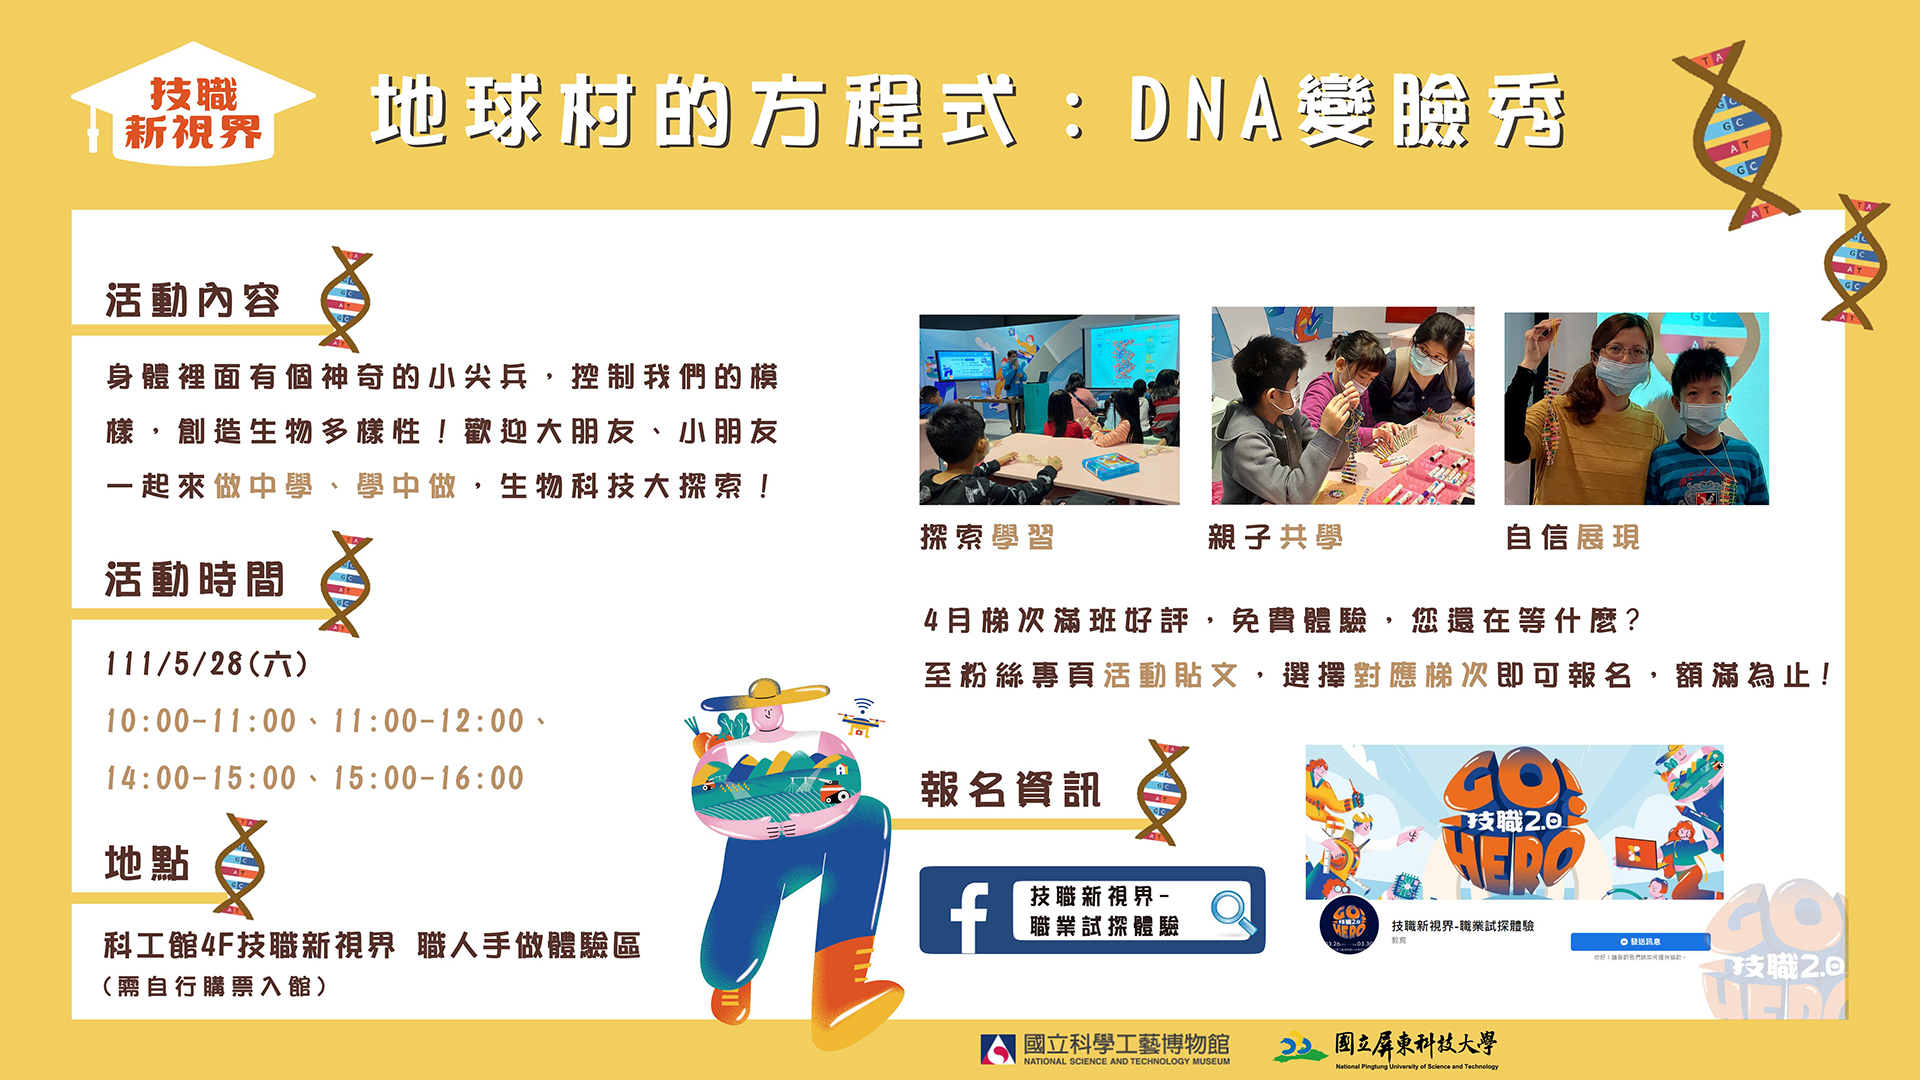 技職
新視界
地球村的方程式：DNA變臉秀
活動內容
身體裡面有個神奇的小尖兵，控制我們的模
樣，創造生物多樣性！歡迎大朋友、小朋友
一起來做中學、學中做，生物科技大探索！
活動時間
111/5/28(六)
10:00-11:00、11:00-12:00、
14:00-15:00、15:00-16:00
地點
科工館4F技職新視界 職人手做體驗區
(需自行購票入館)
探索學習
親子共學
自信展現
4月梯次滿班好評，免費體驗，您還在等什麼?
至粉絲專頁活動貼文，選擇對應梯次即可報名，額滿為止!
報名資訊
f
技職新視界-
職業試探體驗
GO!
技職2.0
HERO
GO!
技職2.0
HERO
技職新視界-職業試探體驗
教育
發送訊息
GO!
技職2.0
HERO
國立科學工藝博物館
NATIONAL SCIENCE AND TECHNOLOGY MUSEUM
國立屏東科技大學
National Pingtung University of Science and Technology